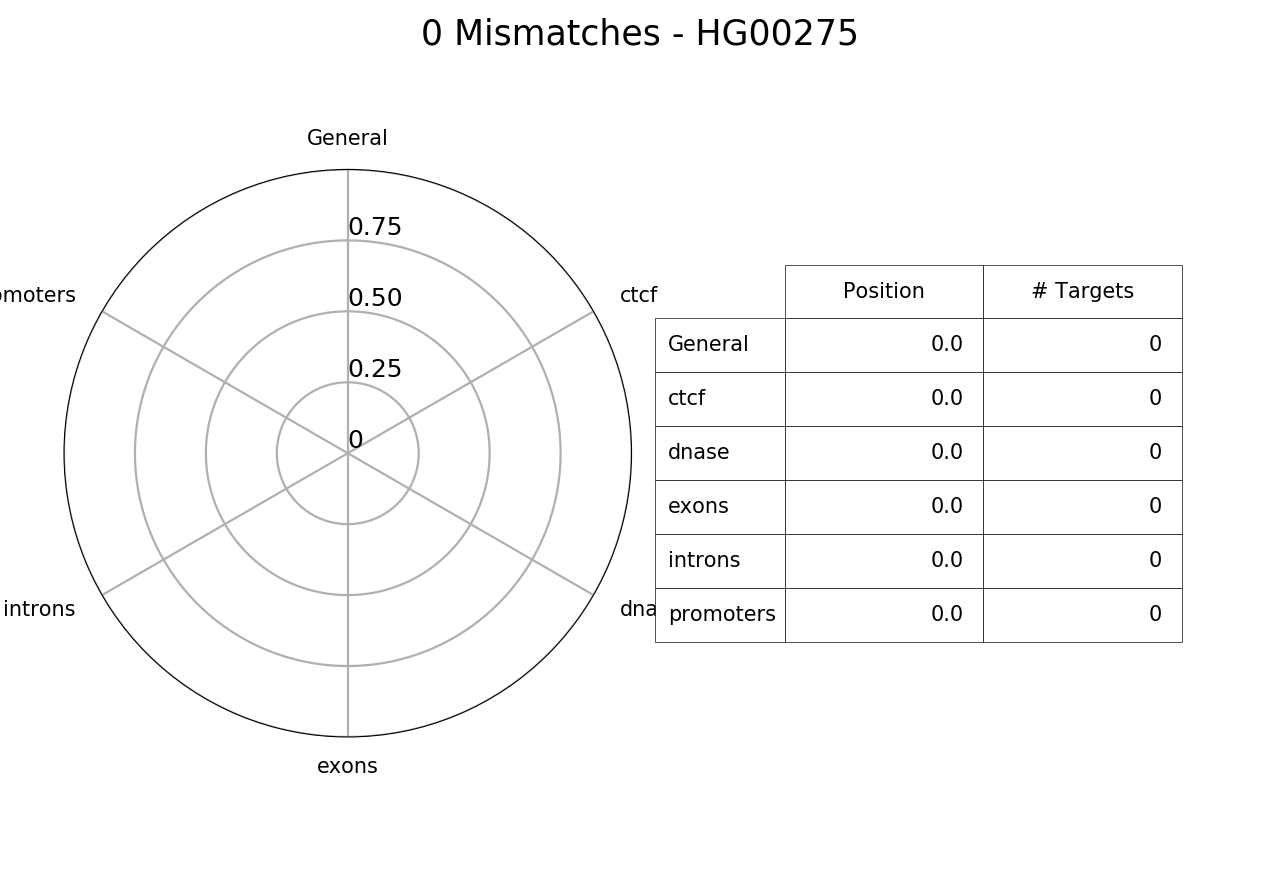 0 Mismatches - HG00275
General
0.75
omoters
ctcf
0.50
0.25
0
introns
dna
exons
Position # Targets
General 0.0 0
ctcf 0.0 0
dnase 0.0 0
exons 0.0 0
introns 0.0 0
promoters 0.0 0